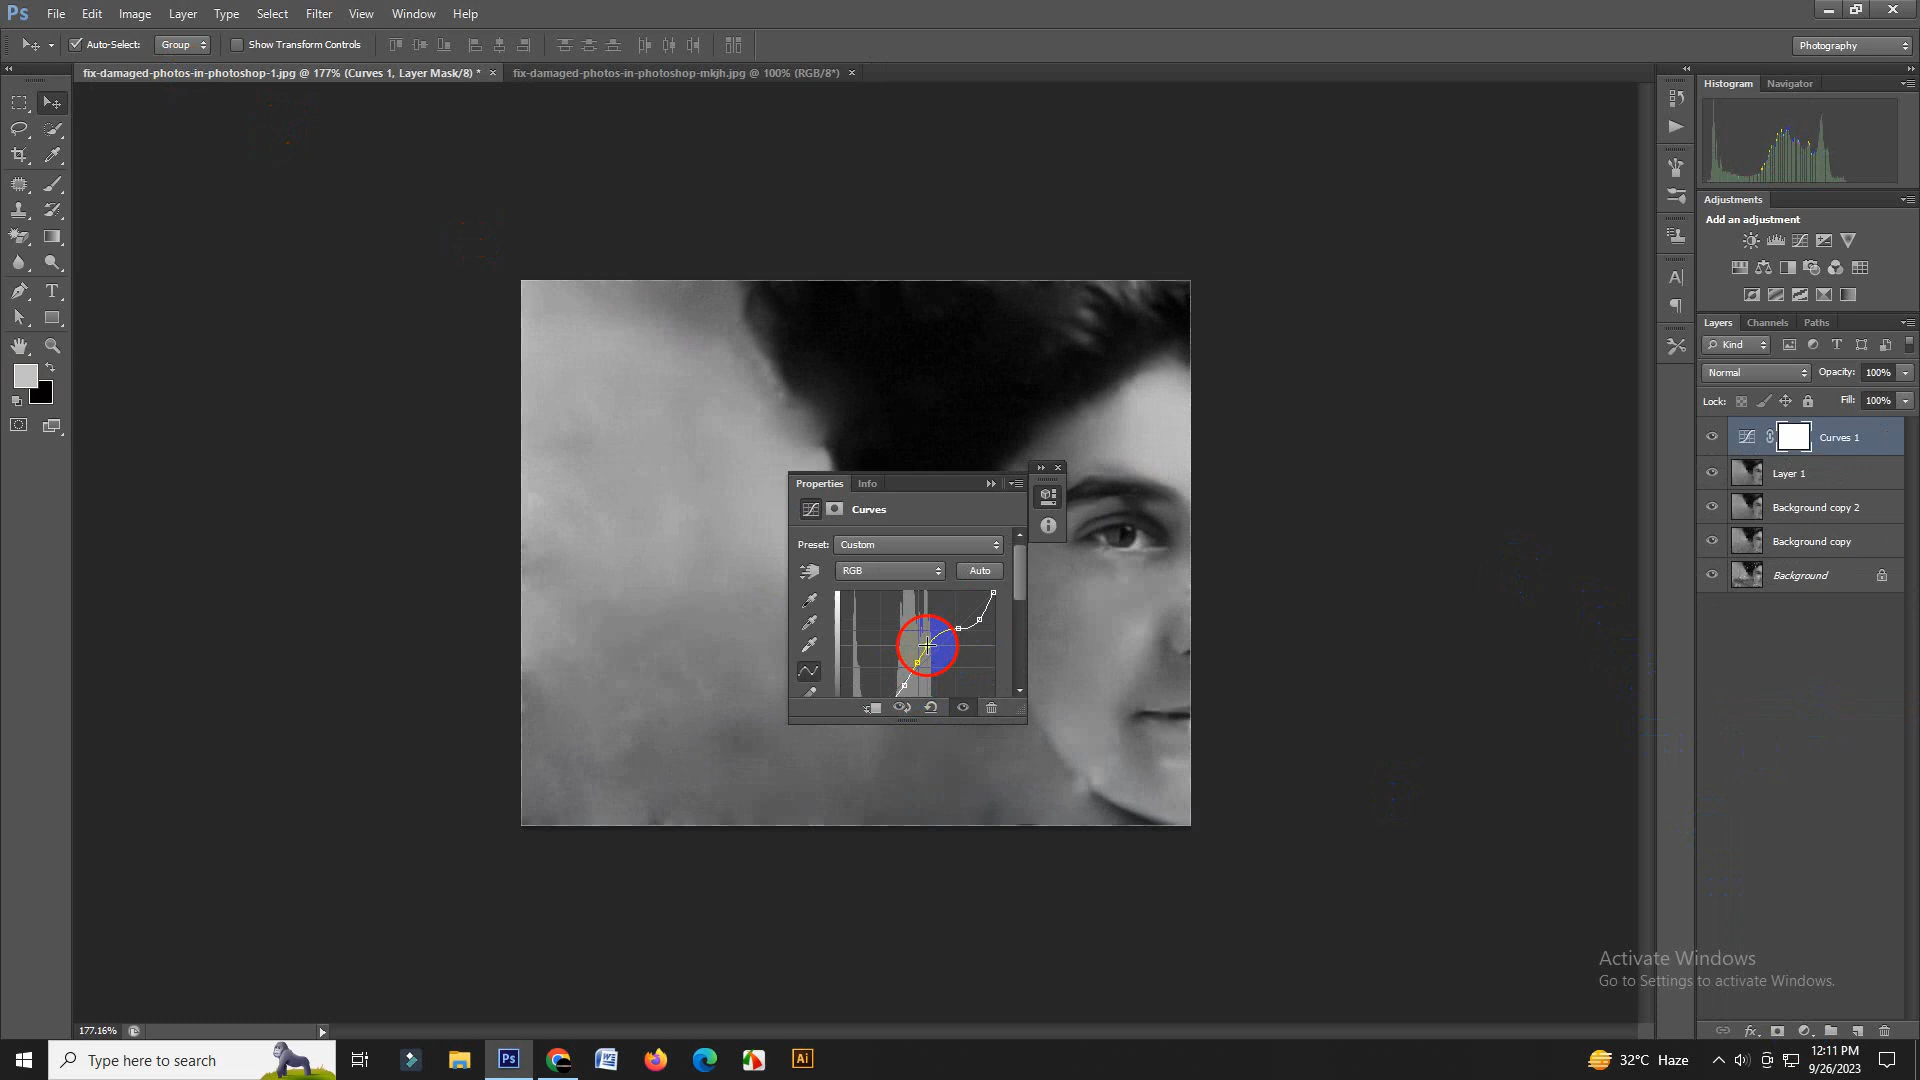 Ps File Edit Image Layer Type Select Filter View Window Help
Auto-Select: Group Show Transform Controls Photography
fix-damaged-photos-in-photoshop-1.jpg @ 177% (Curves 1, Layer Mask/8) * × fix-damaged-photos-in-photoshop-mkjh.jpg @ 100% (RGB/8*) ×
Histogram Navigator
Adjustments
Add an adjustment
Layers Channels Paths
Kind
Normal Opacity: 100%
Lock: Fill: 100%
Curves 1
Layer 1
Background copy 2
Background copy
Background
Properties Info
Curves
Preset: Custom
RGB Auto
Activate Windows
Go to Settings to activate Windows.
177.16%
Type here to search
Ps
Ai
32°C Haze
12:11 PM
9/26/2023